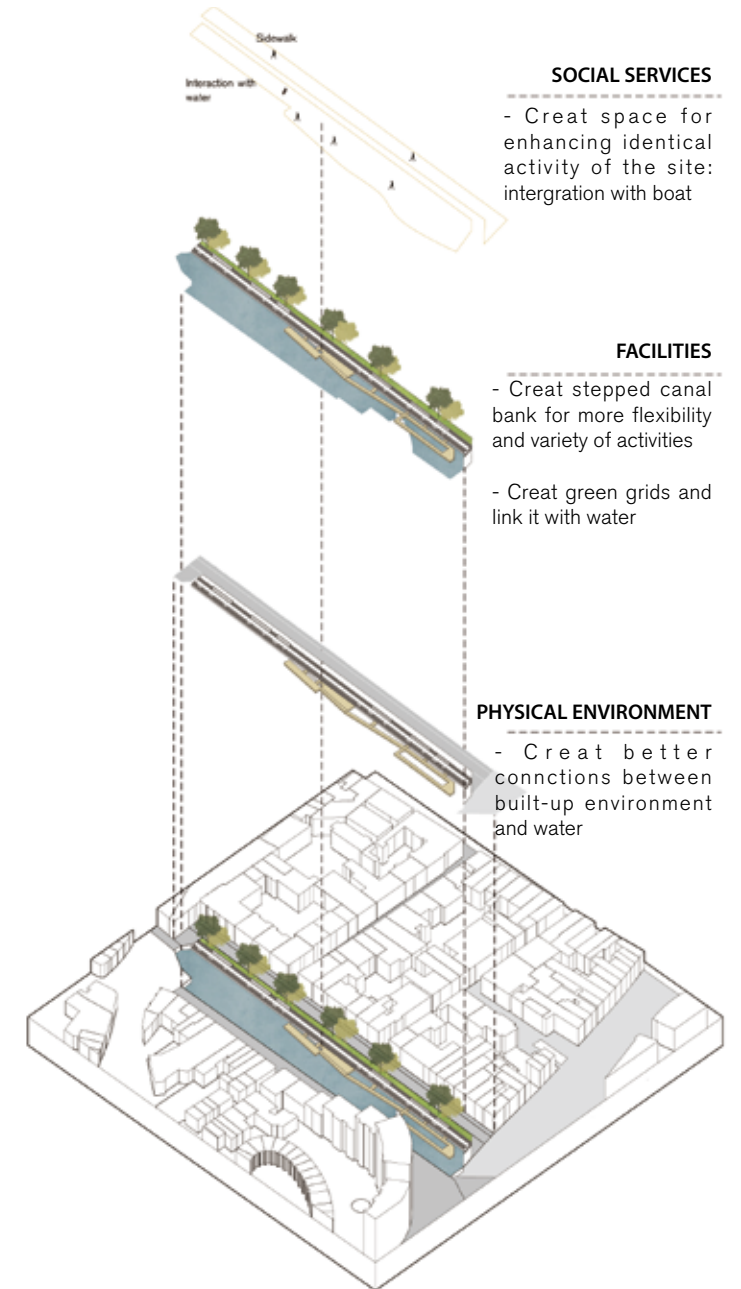 Sidewalk
Interaction with
water
SOCIAL SERVICES
- Creat space for
enhancing identical
activity of the site:
intergration with boat
FACILITIES
- Creat stepped canal
bank for more flexibility
and variety of activities
- Creat green grids and
link it with water
PHYSICAL ENVIRONMENT
- Creat better
connctions between
built-up environment
and water